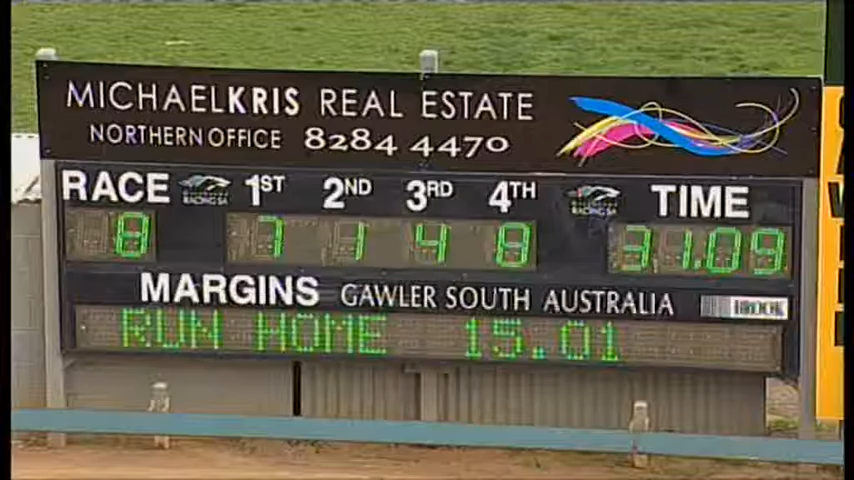 MICHAELKRIS REAL ESTATE
NORTHERN OFFICE 8284 4470
RACE 1ST 2ND 3RD 4TH TIME
8 7 1 4 8 31.09
MARGINS GAWLER SOUTH AUSTRALIA
RUN HOME 15.01